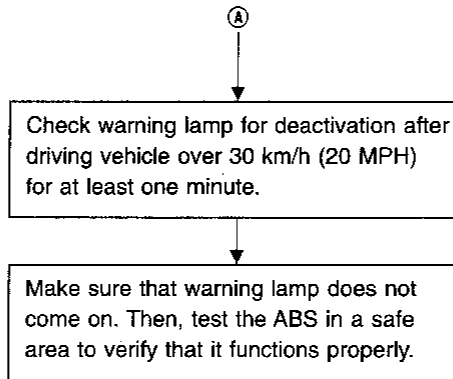 A
Check warning lamp for deactivation after
driving vehicle over 30 km/h (20 MPH)
for at least one minute.
Make sure that warning lamp does not
come on. Then, test the ABS in a safe
area to verify that it functions properly.